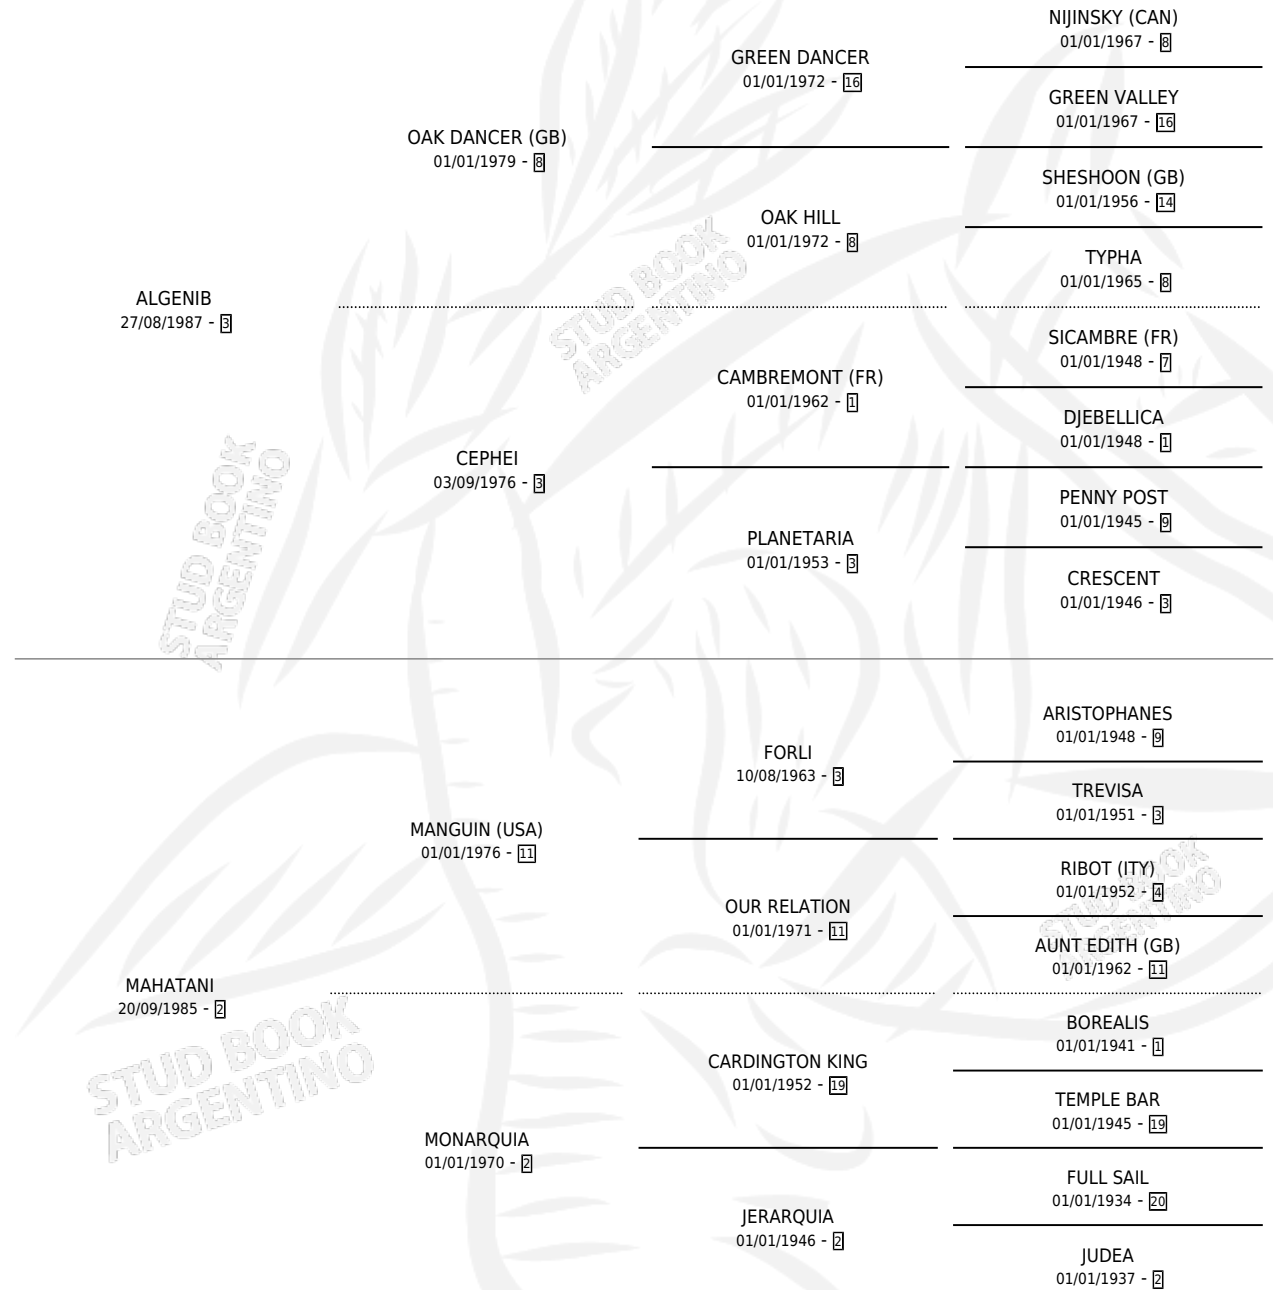 NIJINSKY (CAN)
01/01/1967 - 8
GREEN DANCER
01/01/1972 - 16
GREEN VALLEY
01/01/1967 - 16
OAK DANCER (GB)
01/01/1979 - 8
SHESHOON (GB)
01/01/1956 - 14
OAK HILL
01/01/1972 - 8
TYPHA
01/01/1965 - 8
ALGENIB
27/08/1987 - 3
SICAMBRE (FR)
01/01/1948 - 7
CAMBREMONT (FR)
01/01/1962 - 1
DJEBELLICA
01/01/1948 - 1
CEPHEI
03/09/1976 - 3
PENNY POST
01/01/1945 - 9
PLANETARIA
01/01/1953 - 3
CRESCENT
01/01/1946 - 3
STUD BOOK
ARGENTINO
STUD BOOK
ARGENTINO
ARISTOPHANES
01/01/1948 - 9
FORLI
10/08/1963 - 3
TREVISA
01/01/1951 - 3
MANGUIN (USA)
01/01/1976 - 11
RIBOT (ITY)
01/01/1952 - 4
OUR RELATION
01/01/1971 - 11
AUNT EDITH (GB)
01/01/1962 - 11
MAHATANI
20/09/1985 - 2
BOREALIS
01/01/1941 - 1
CARDINGTON KING
01/01/1952 - 19
TEMPLE BAR
01/01/1945 - 19
MONARQUIA
01/01/1970 - 2
FULL SAIL
01/01/1934 - 20
JERARQUIA
01/01/1946 - 2
JUDEA
01/01/1937 - 2
STUD BOOK
ARGENTINO
STUD BOOK
ARGENTINO